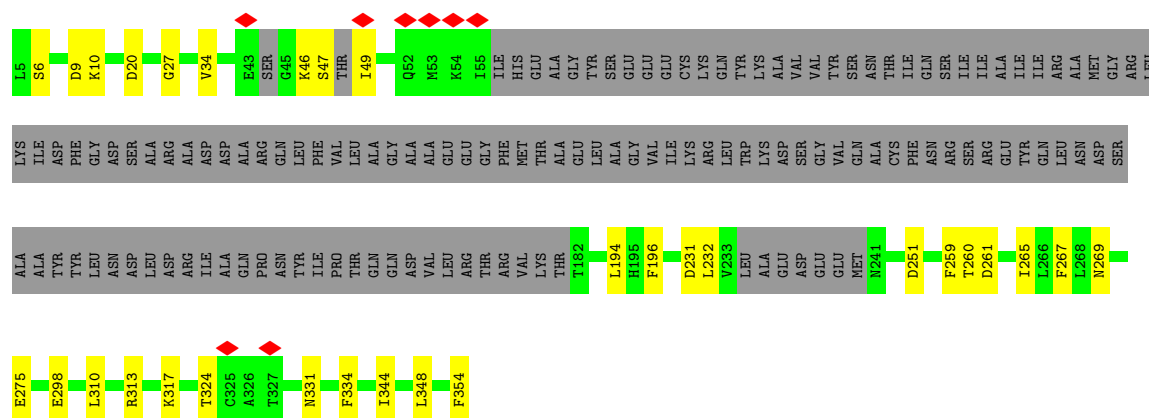 L5 S6 D9 K10 D20 G27 V34 E43 SER G45 K46 S47 THR I49 Q52 M53 K54 I55 ILE HIS GLU ALA GLY TYR SER GLU GLU GLU CYS LYS GLN TYR LYS ALA VAL VAL TYR SER ASN THR ILE GLN SER ILE ILE ALA ILE ILE ARG ALA MET GLY ARG LEU
LYS ILE ASP PHE GLY ASP SER ALA ARG ALA ASP ASP ALA ARG GLN LEU PHE VAL LEU ALA GLY ALA ALA GLU GLU GLY PHE MET THR ALA GLU LEU ALA GLY VAL ILE LYS ARG LEU TRP LYS ASP SER GLY VAL GLN ALA CYS PHE ASN ARG SER ARG GLU TYR GLN LEU ASN ASP SER
ALA ALA TYR TYR LEU ASN ASP LEU ASP ARG ILE ALA GLN PRO ASN TYR ILE PRO THR GLN GLN ASP VAL LEU ARG THR ARG VAL LYS THR T182 L194 H195 F196 D231 L232 V233 LEU ALA GLU ASP GLU GLU MET N241 D251 F259 T260 D261 I265 L266 F267 L268 N269
E275 E298 L310 R313 K317 T324 C325 A326 T327 N331 F334 I344 L348 F354